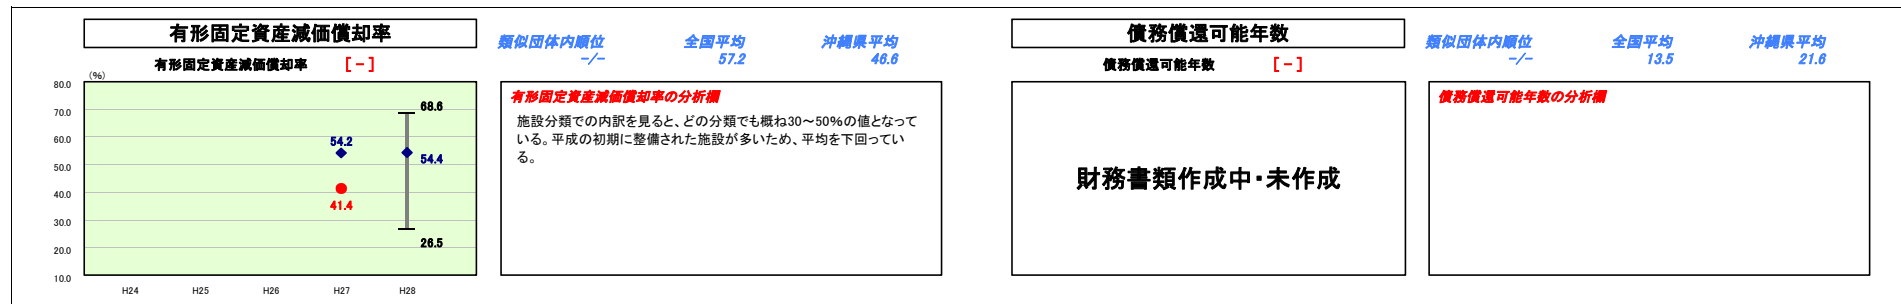 有形固定資産減価償却率
有形固定資産減価償却率 [-]
類似団体内順位 全国平均 沖縄県平均
-/- 57.2 46.6
(%)
80.0
70.0
60.0
50.0
40.0
30.0
20.0
10.0
68.6
54.2
54.4
41.4
26.5
H24 H25 H26 H27 H28
有形固定資産減価償却率の分析欄
施設分類での内訳を見ると、どの分類でも概ね30～50%の値となって
いる。平成の初期に整備された施設が多いため、平均を下回ってい
る。
債務償還可能年数
債務償還可能年数 [-]
類似団体内順位 全国平均 沖縄県平均
-/- 13.5 21.6
財務書類作成中・未作成
債務償還可能年数の分析欄